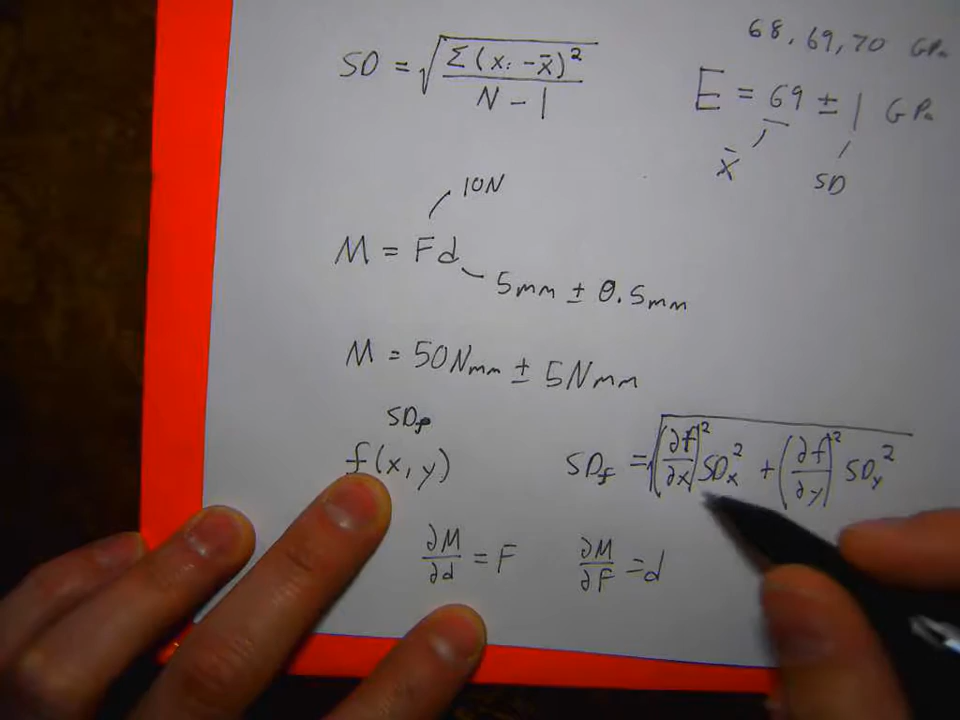 SD = √(Σ(xᵢ - x̄)² / (N - 1))
68, 69, 70 GPa
E = 69 ± 1 GPa
x̄ SD
10N
M = Fd
5mm ± 0.5mm
M = 50Nmm ± 5Nmm
SD_f
f(x, y)
SD_f = √((∂f/∂x)² SD_x² + (∂f/∂y)² SD_y²)
∂M/∂d = F ∂M/∂F = d